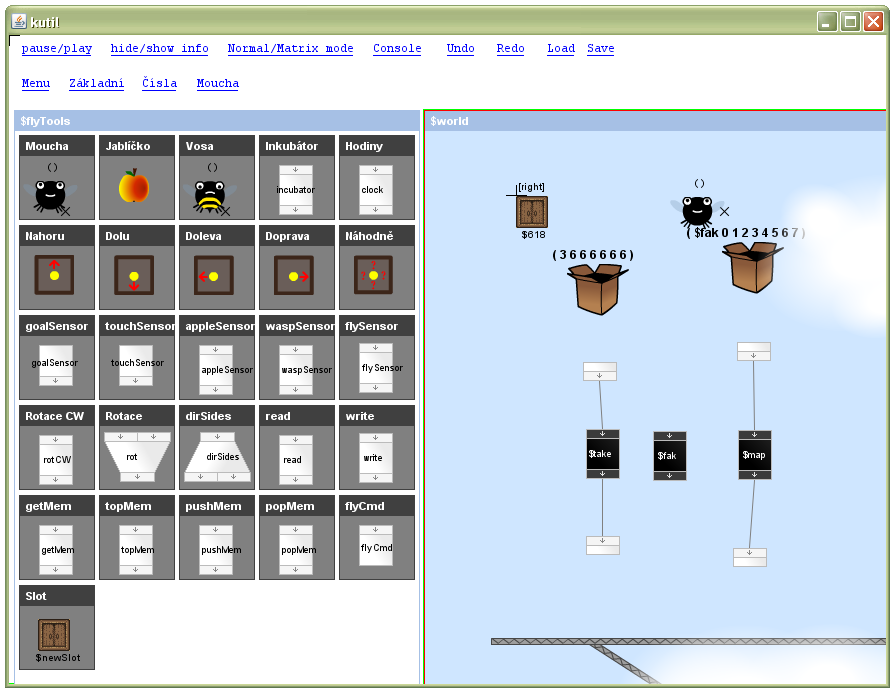 kutil
pause/play hide/show info Normal/Matrix mode Console Undo Redo Load Save
Menu Základní Čísla Moucha
$flyTools
Moucha Jablíčko Vosa Inkubátor Hodiny
( ) ( )
incubator clock
Nahoru Dolu Doleva Doprava Náhodně
? ? ? ?
goalSensor touchSensor appleSensor waspSensor flySensor
goalSensor touchSensor appleSensor waspSensor flySensor
Rotace CW Rotace dirSides read write
rotCW rot dirSides read write
getMem topMem pushMem popMem flyCmd
getMem topMem pushMem popMem flyCmd
Slot
$newSlot
$world
[right]
$618
( )
( $fak 0 1 2 3 4 5 6 7 )
( 3 6 6 6 6 6 6 )
$take $fak $map